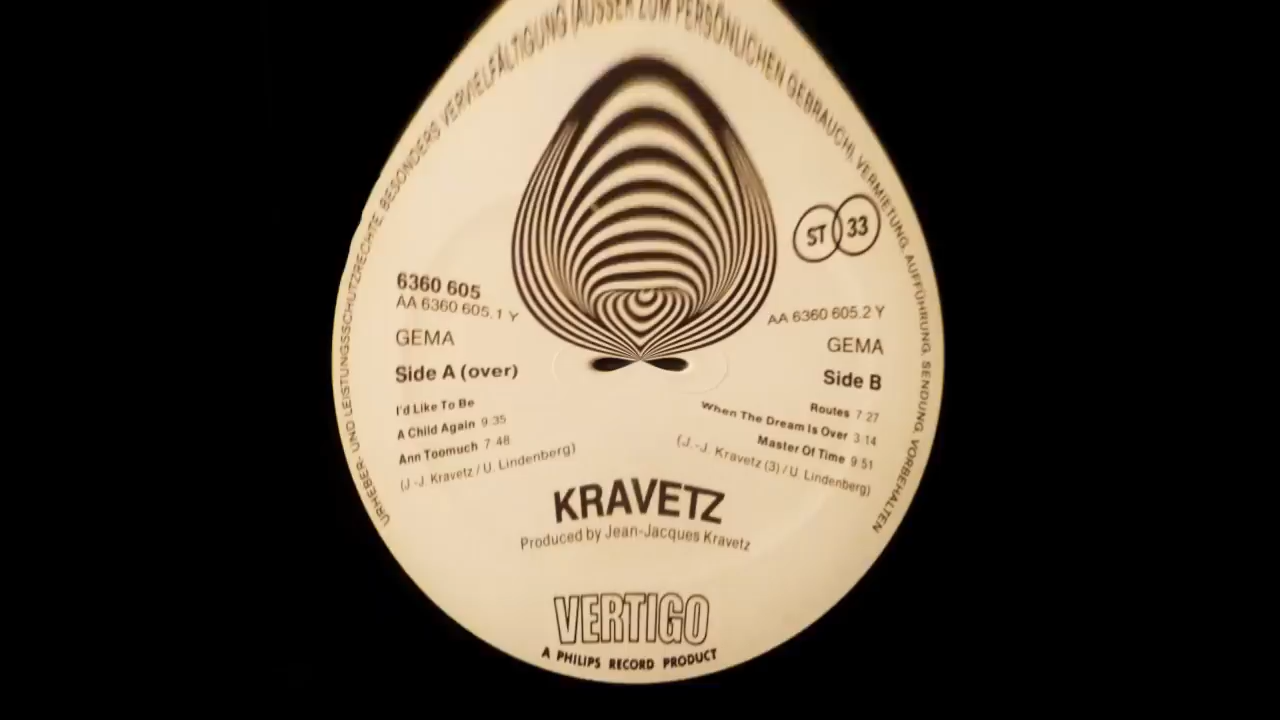 URHEBER- UND LEISTUNGSSCHUTZRECHTE, BESONDERS VERVIELFÄLTIGUNG (AUSSER ZUM PERSÖNLICHEN GEBRAUCH), VERMIETUNG, AUFFÜHRUNG, SENDUNG, VORBEHALTEN
ST 33
6360 605
AA 6360 605.1 Y
GEMA
Side A (over)
I'd Like To Be
A Child Again 9 35
Ann Toomuch 7 48
(J.-J. Kravetz / U. Lindenberg)
AA 6360 605.2 Y
GEMA
Side B
Routes 7 27
When The Dream Is Over 3 14
Master Of Time 9 51
(J.-J. Kravetz (3) / U. Lindenberg)
KRAVETZ
Produced by Jean-Jacques Kravetz
VERTIGO
A PHILIPS RECORD PRODUCT